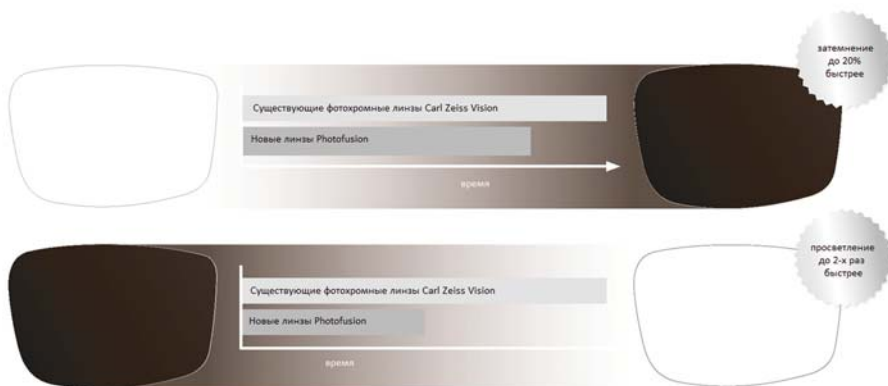 затемнение
до 20%
быстрее
Существующие фотохромные линзы Carl Zeiss Vision
Новые линзы Photofusion
время
просветление
до 2-х раз
быстрее
Существующие фотохромные линзы Carl Zeiss Vision
Новые линзы Photofusion
время